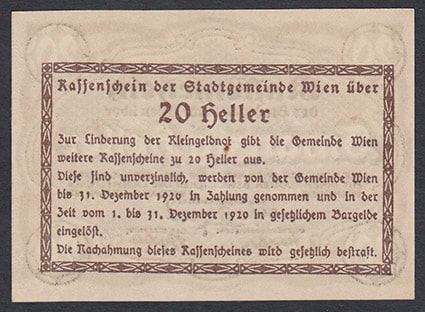 Kassenschein der Stadtgemeinde Wien über
20 Heller
Zur Linderung der Kleingeldnot gibt die Gemeinde Wien
weitere Kassenscheine zu 20 Heller aus.
Diese sind unverzinslich, werden von der Gemeinde Wien
bis 31. Dezember 1920 in Zahlung genommen und in der
Zeit vom 1. bis 31. Dezember 1920 in gesetzlichem Bargelde
eingelöst.
Die Nachahmung dieses Kassenscheines wird gesetzlich bestraft.